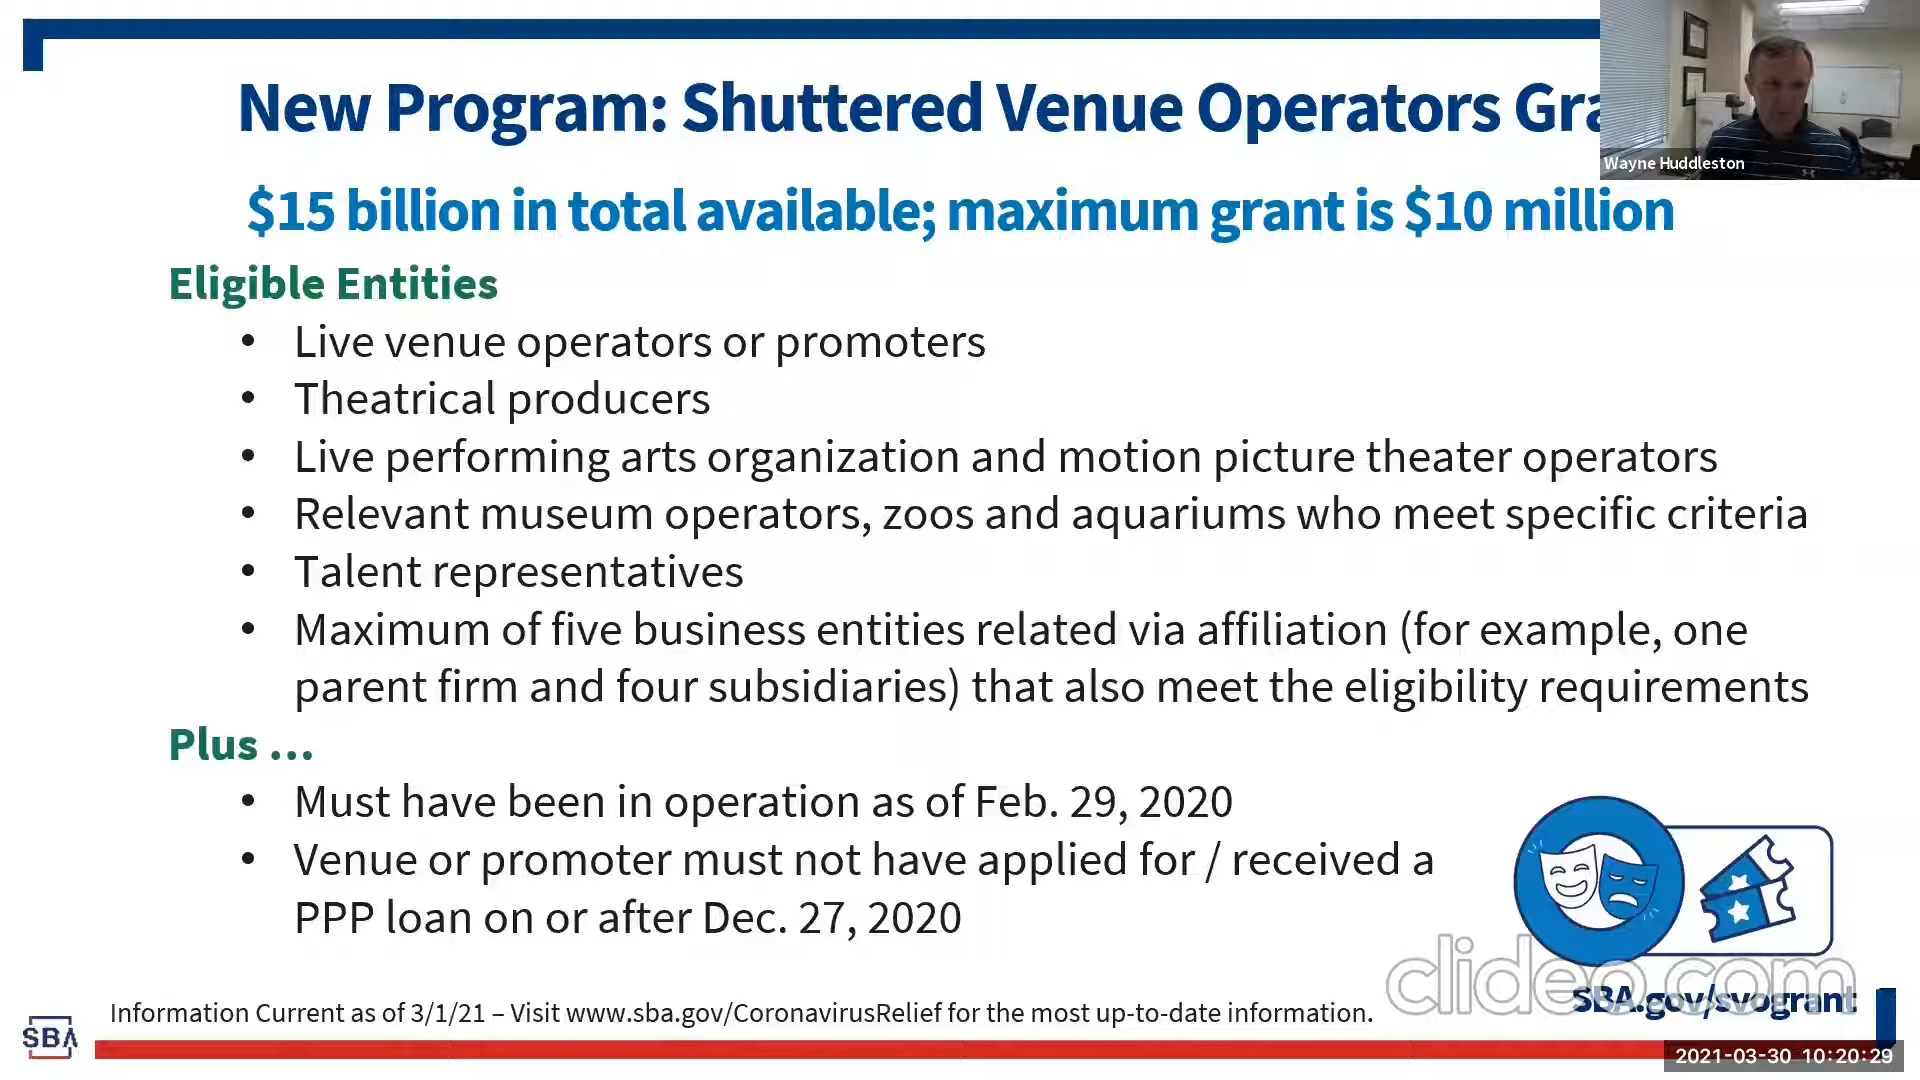 New Program: Shuttered Venue Operators Gra
Wayne Huddleston
$15 billion in total available; maximum grant is $10 million
Eligible Entities
• Live venue operators or promoters
• Theatrical producers
• Live performing arts organization and motion picture theater operators
• Relevant museum operators, zoos and aquariums who meet specific criteria
• Talent representatives
• Maximum of five business entities related via affiliation (for example, one
parent firm and four subsidiaries) that also meet the eligibility requirements
Plus ...
• Must have been in operation as of Feb. 29, 2020
• Venue or promoter must not have applied for / received a
PPP loan on or after Dec. 27, 2020
clideo.com
SBA.gov/svogrant
Information Current as of 3/1/21 – Visit www.sba.gov/CoronavirusRelief for the most up-to-date information.
SBA
2021-03-30 10:20:29